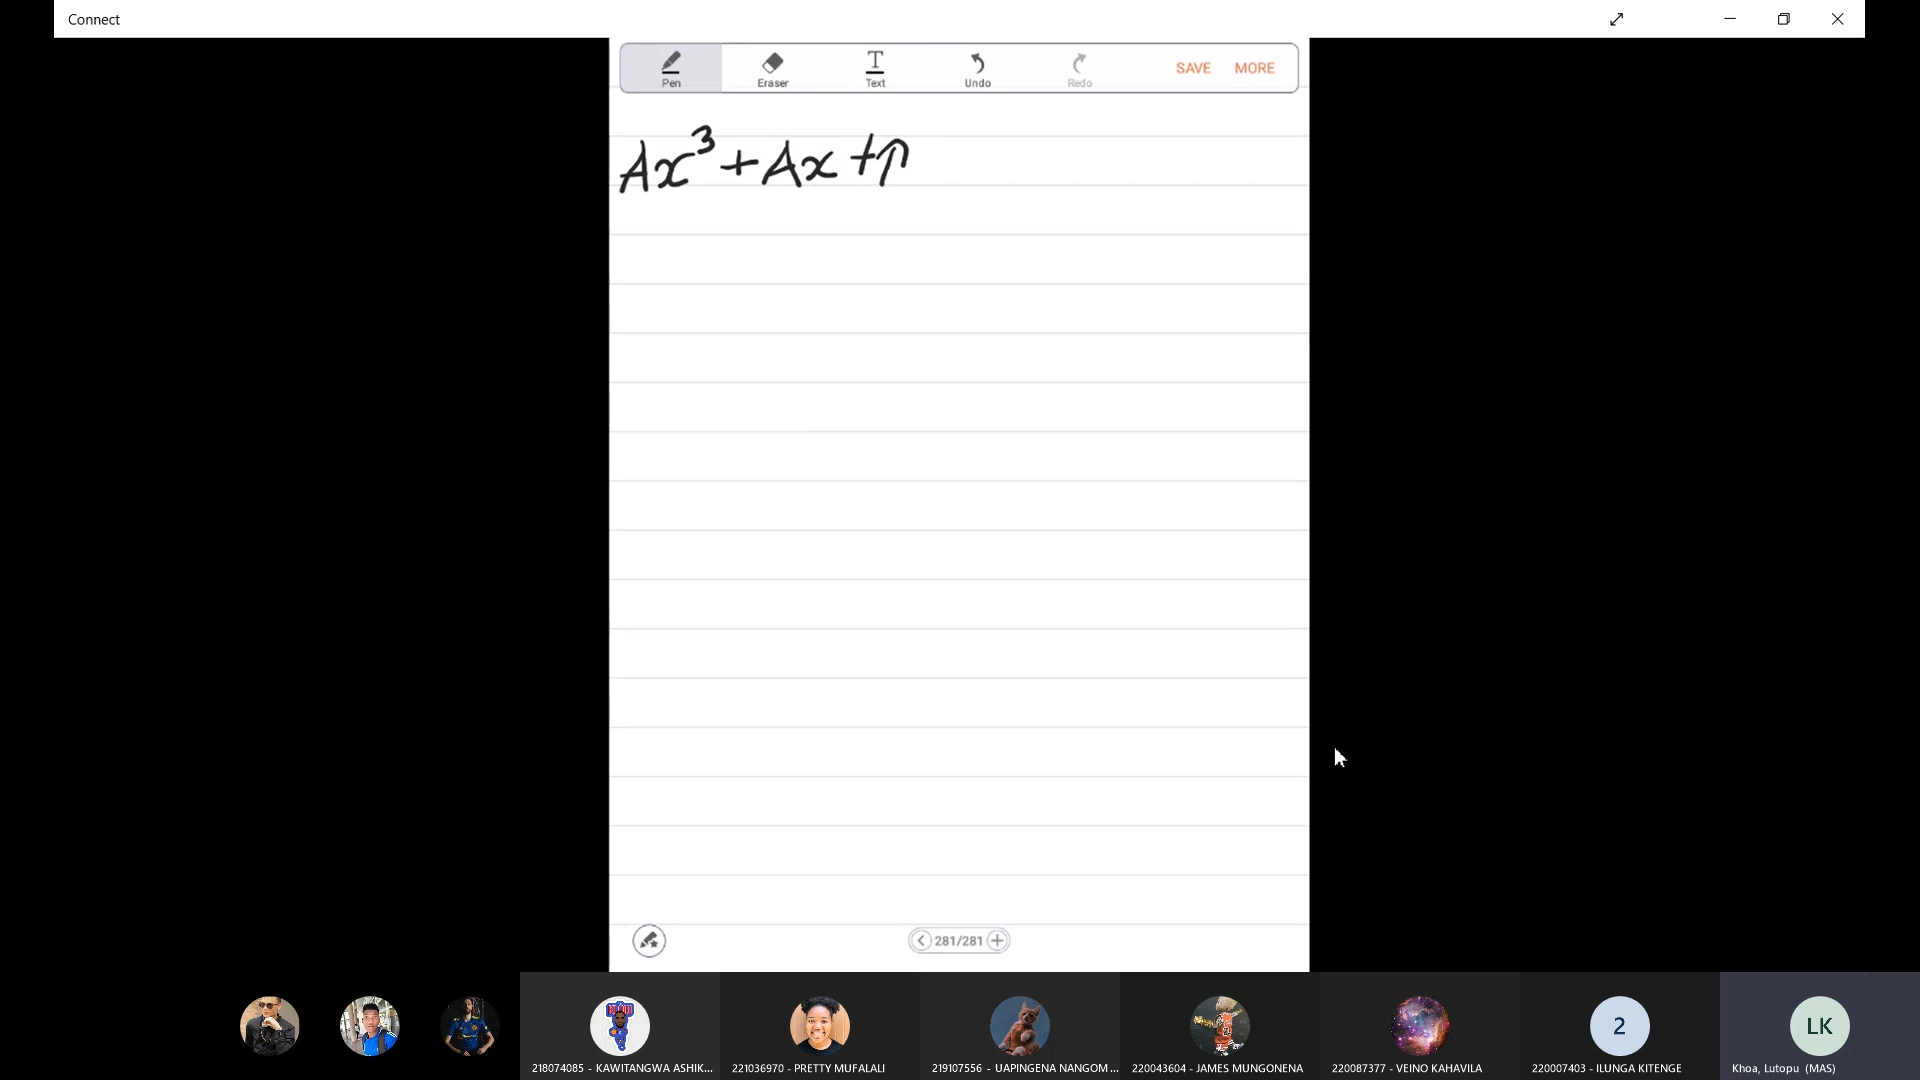 Connect
Pen
Eraser
Text
Undo
Redo
SAVE
MORE
Ax³ + Ax +
281/281
2
LK
218074085 - KAWITANGWA ASHIK...
221036970 - PRETTY MUFALALI
219107556 - UAPINGENA NANGOM ...
220043604 - JAMES MUNGONENA
220087377 - VEINO KAHAVILA
220007403 - ILUNGA KITENGE
Khoa, Lutopu (MAS)